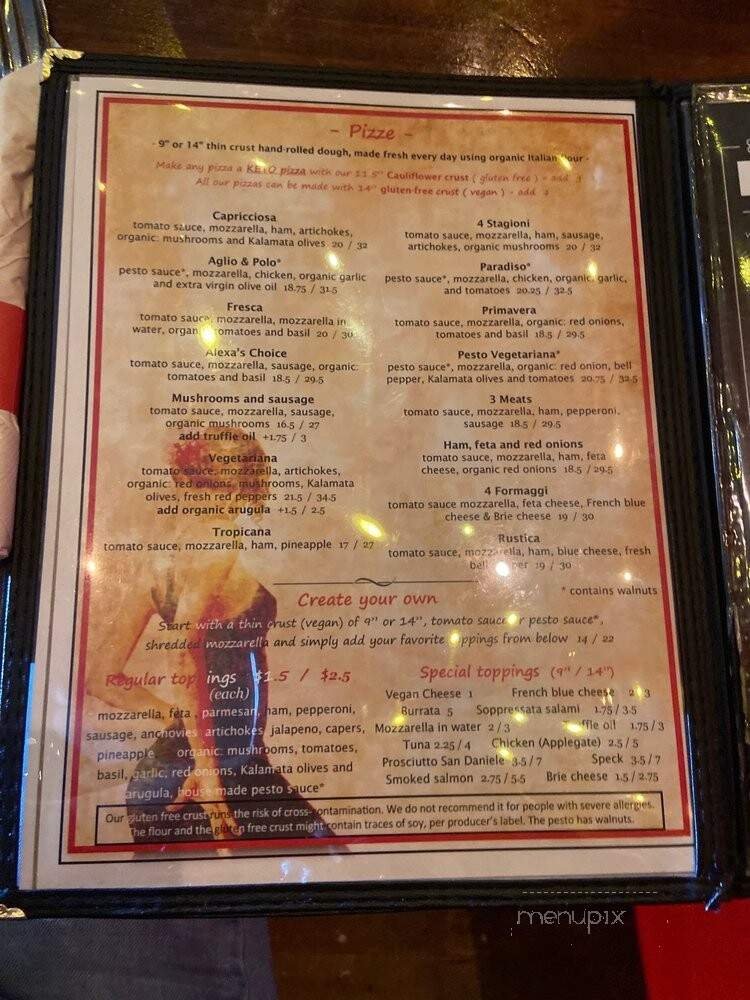 - Pizze -
- 9" or 14" thin crust hand-rolled dough, made fresh every day using organic Italian flour -
Make any pizza a KETO pizza with our 11.5" Cauliflower crust ( gluten free ) - add 3
All our pizzas can be made with 14" gluten-free crust ( vegan ) - add 4
Capricciosa
tomato sauce, mozzarella, ham, artichokes,
organic: mushrooms and Kalamata olives 20 / 32
Aglio & Polo*
pesto sauce*, mozzarella, chicken, organic garlic
and extra virgin olive oil 18.75 / 31.5
Fresca
tomato sauce, mozzarella, mozzarella in
water, organic tomatoes and basil 20 / 30
Alexa's Choice
tomato sauce, mozzarella, sausage, organic:
tomatoes and basil 18.5 / 29.5
Mushrooms and sausage
tomato sauce, mozzarella, sausage,
organic mushrooms 16.5 / 27
add truffle oil +1.75 / 3
Vegetariana
tomato sauce, mozzarella, artichokes,
organic: red onions, mushrooms, Kalamata
olives, fresh red peppers 21.5 / 34.5
add organic arugula +1.5 / 2.5
Tropicana
tomato sauce, mozzarella, ham, pineapple 17 / 27
4 Stagioni
tomato sauce, mozzarella, ham, sausage,
artichokes, organic mushrooms 20 / 32
Paradiso*
pesto sauce*, mozzarella, chicken, organic: garlic,
and tomatoes 20.25 / 32.5
Primavera
tomato sauce, mozzarella, organic: red onions,
tomatoes and basil 18.5 / 29.5
Pesto Vegetariana*
pesto sauce*, mozzarella, organic: red onion, bell
pepper, Kalamata olives and tomatoes 20.75 / 32.5
3 Meats
tomato sauce, mozzarella, ham, pepperoni,
sausage 18.5 / 29.5
Ham, feta and red onions
tomato sauce, mozzarella, ham, feta
cheese, organic red onions 18.5 / 29.5
4 Formaggi
tomato sauce mozzarella, feta cheese, French blue
cheese & Brie cheese 19 / 30
Rustica
tomato sauce, mozzarella, ham, blue cheese, fresh
bell pepper 19 / 30
* contains walnuts
Create your own
Start with a thin crust (vegan) of 9" or 14", tomato sauce or pesto sauce*,
shredded mozzarella and simply add your favorite toppings from below 14 / 22
Regular toppings $1.5 / $2.5
(each)
mozzarella, feta , parmesan, ham, pepperoni,
sausage, anchovies artichokes, jalapeno, capers,
pineapple, organic: mushrooms, tomatoes,
basil, garlic, red onions, Kalamata olives and
arugula, house made pesto sauce*
Special toppings (9" / 14")
Vegan Cheese 1 French blue cheese 2 / 3
Burrata 5 Soppressata salami 1.75 / 3.5
Mozzarella in water 2 / 3 Truffle oil 1.75 / 3
Tuna 2.25 / 4 Chicken (Applegate) 2.5 / 5
Prosciutto San Daniele 3.5 / 7 Speck 3.5 / 7
Smoked salmon 2.75 / 5.5 Brie cheese 1.5 / 2.75
Our gluten free crust runs the risk of cross-contamination. We do not recommend it for people with severe allergies.
The flour and the gluten free crust might contain traces of soy, per producer's label. The pesto has walnuts.
menupix